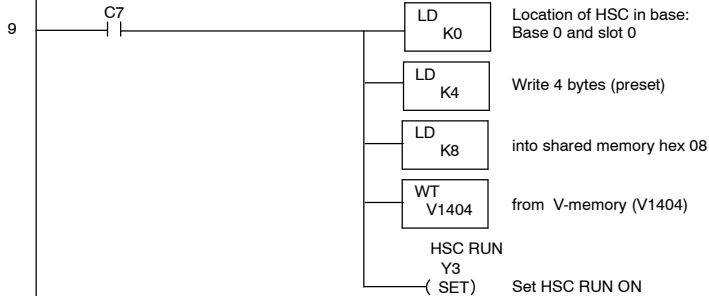 C7
9
LD
K0
Location of HSC in base:
Base 0 and slot 0
LD
K4
Write 4 bytes (preset)
LD
K8
into shared memory hex 08
WT
V1404
from V-memory (V1404)
HSC RUN
Y3
( SET)
Set HSC RUN ON